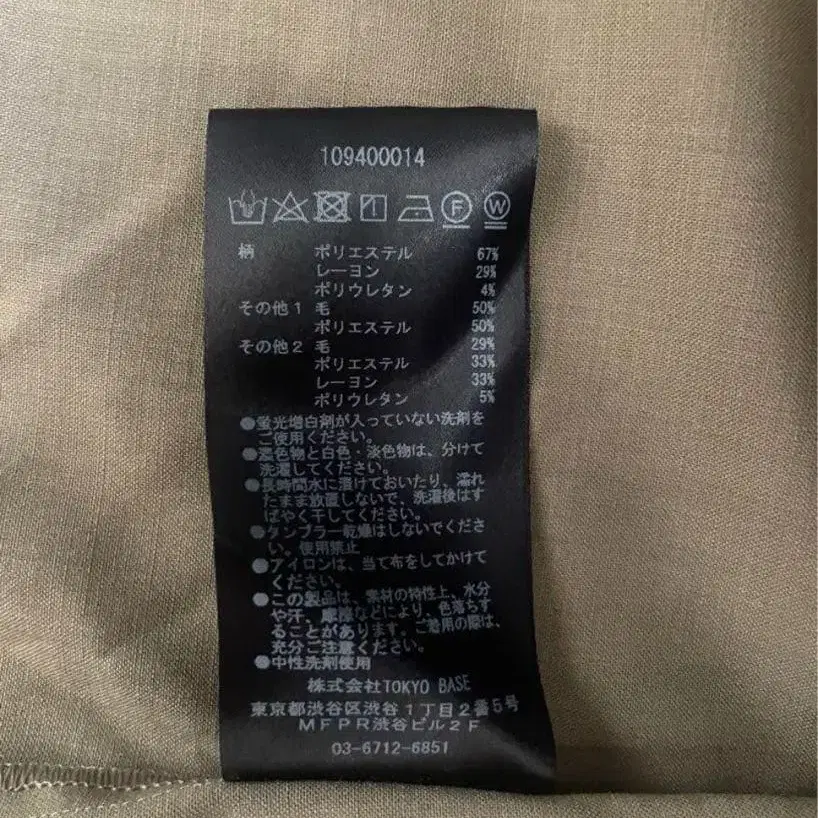 109400014
F W
柄 ポリエステル 67%
レーヨン 29%
ポリウレタン 4%
その他1 毛 50%
ポリエステル 50%
その他2 毛 29%
ポリエステル 33%
レーヨン 33%
ポリウレタン 5%
●蛍光増白剤が入っていない洗剤を
ご使用ください。
●濃色物と白色・淡色物は、分けて
洗濯してください。
●長時間水に漬けておいたり、濡れ
たまま放置しないで、洗濯後はす
ばやく干してください。
●タンブラー乾燥はしないでくださ
い。使用禁止
●アイロンは、当て布をしてかけて
ください。
●この製品は、素材の特性上、水分
や汗、摩擦などにより、色落ちす
ることがあります。ご着用の際は、
充分ご注意ください。
●中性洗剤使用
株式会社TOKYO BASE
東京都渋谷区渋谷1丁目2番5号
MFPR渋谷ビル2F
03-6712-6851